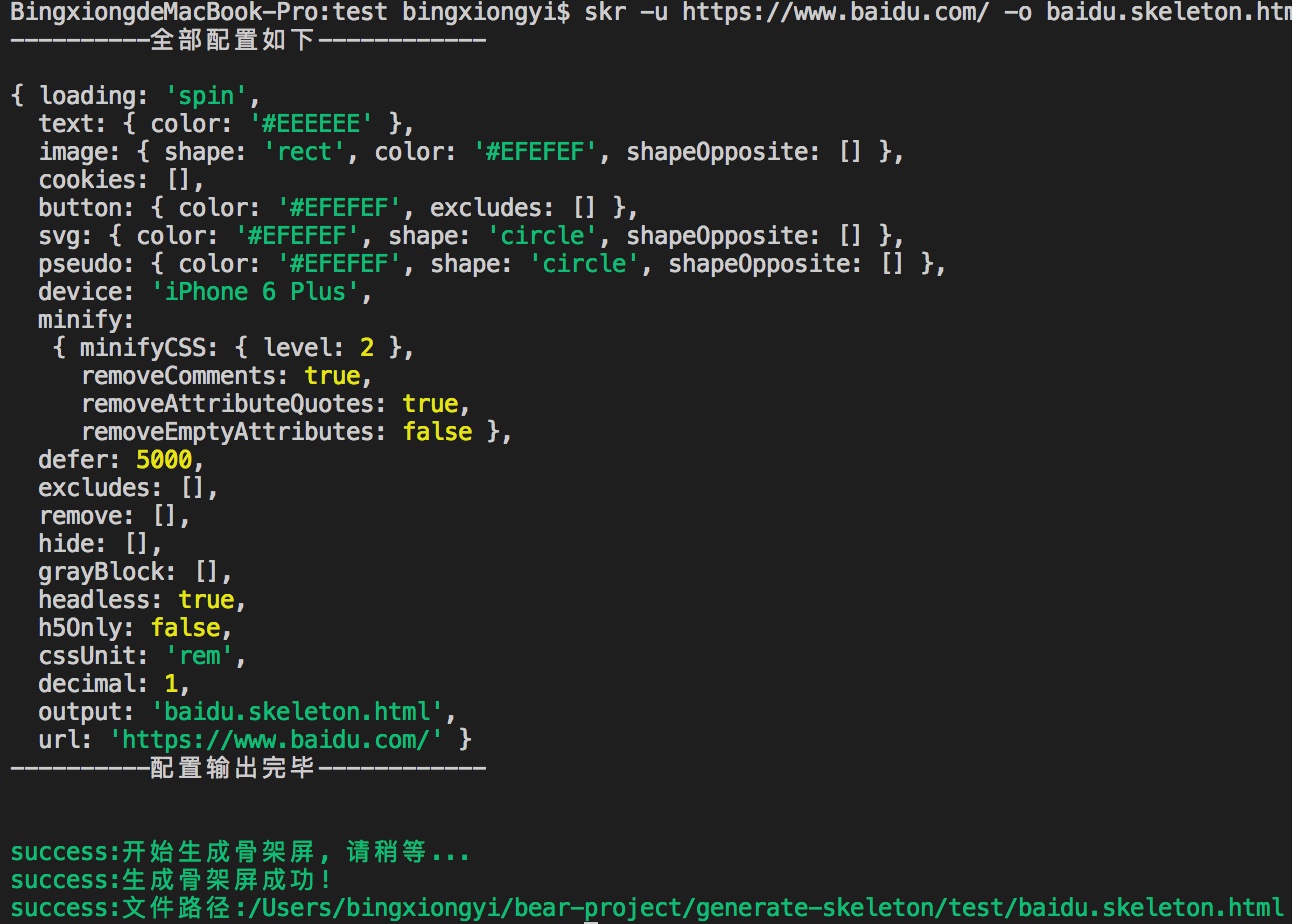 BingxiongdeMacBook-Pro:test bingxiongyi$ skr -u https://www.baidu.com/ -o baidu.skeleton.htm
----------全部配置如下------------
{ loading: 'spin',
  text: { color: '#EEEEEE' },
  image: { shape: 'rect', color: '#EFEFEF', shapeOpposite: [] },
  cookies: [],
  button: { color: '#EFEFEF', excludes: [] },
  svg: { color: '#EFEFEF', shape: 'circle', shapeOpposite: [] },
  pseudo: { color: '#EFEFEF', shape: 'circle', shapeOpposite: [] },
  device: 'iPhone 6 Plus',
  minify:
   { minifyCSS: { level: 2 },
     removeComments: true,
     removeAttributeQuotes: true,
     removeEmptyAttributes: false },
  defer: 5000,
  excludes: [],
  remove: [],
  hide: [],
  grayBlock: [],
  headless: true,
  h5Only: false,
  cssUnit: 'rem',
  decimal: 1,
  output: 'baidu.skeleton.html',
  url: 'https://www.baidu.com/' }
----------配置输出完毕------------
success:开始生成骨架屏, 请稍等...
success:生成骨架屏成功!
success:文件路径:/Users/bingxiongyi/bear-project/generate-skeleton/test/baidu.skeleton.html